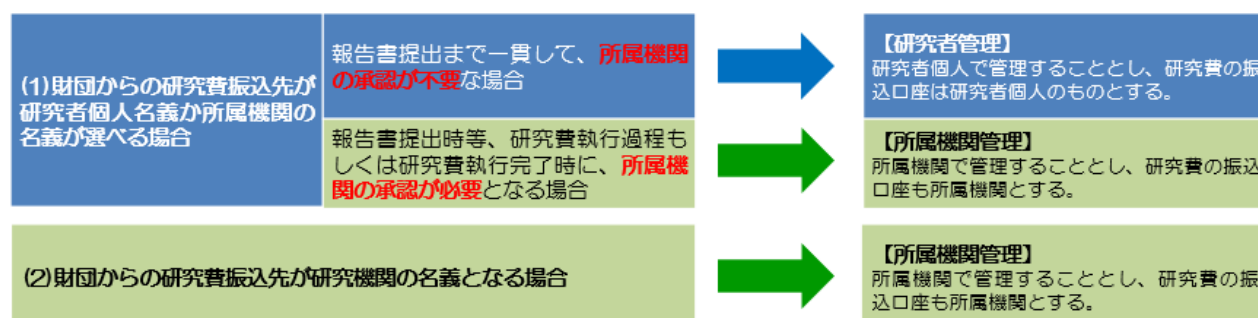 (1)財団からの研究費振込先が
研究者個人名義か所属機関の
名義が選べる場合
報告書提出まで一貫して、所属機関
の承認が不要な場合
【研究者管理】
研究者個人で管理することとし、研究費の振
込口座は研究者個人のものとする。
報告書提出時等、研究費執行過程も
しくは研究費執行完了時に、所属機
関の承認が必要となる場合
【所属機関管理】
所属機関で管理することとし、研究費の振込
口座も所属機関とする。
(2)財団からの研究費振込先が研究機関の名義となる場合
【所属機関管理】
所属機関で管理することとし、研究費の振
込口座も所属機関とする。